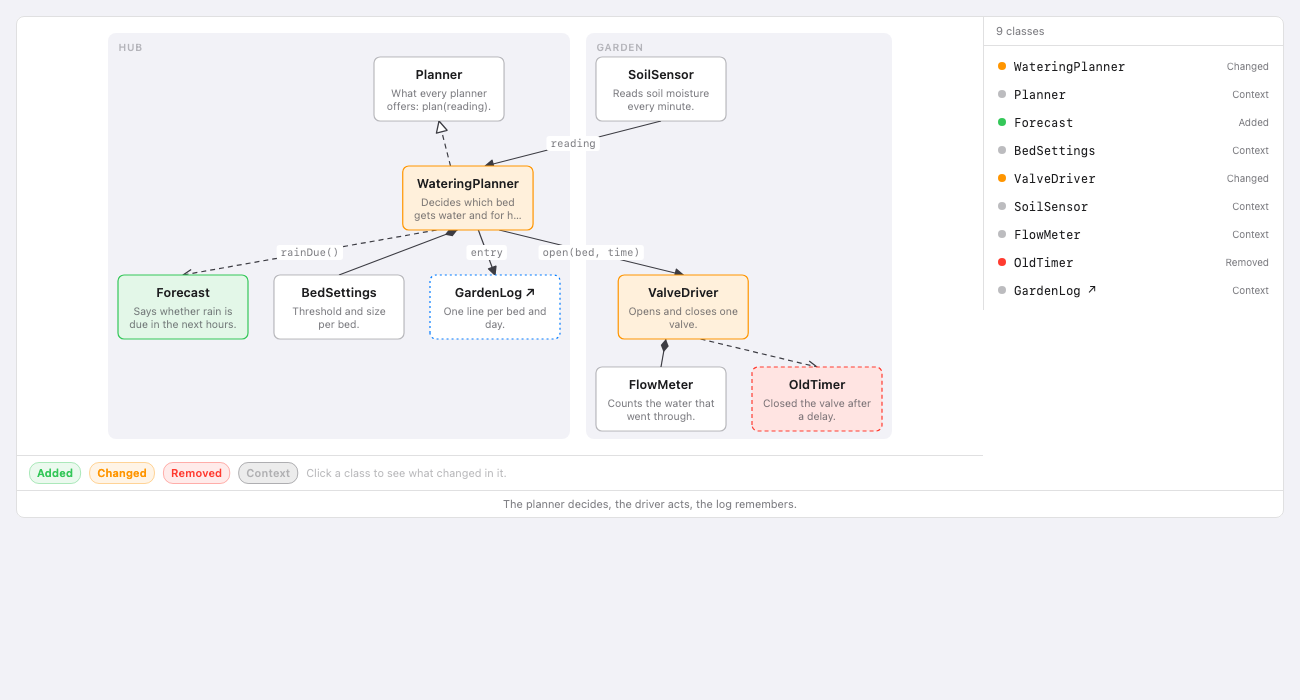 HUB
GARDEN
Planner
What every planner
offers: plan(reading).
SoilSensor
Reads soil moisture
every minute.
reading
WateringPlanner
Decides which bed
gets water and for h...
rainDue()
entry
open(bed, time)
Forecast
Says whether rain is
due in the next hours.
BedSettings
Threshold and size
per bed.
GardenLog ↗
One line per bed and
day.
ValveDriver
Opens and closes one
valve.
FlowMeter
Counts the water that
went through.
OldTimer
Closed the valve after
a delay.
9 classes
WateringPlanner Changed
Planner Context
Forecast Added
BedSettings Context
ValveDriver Changed
SoilSensor Context
FlowMeter Context
OldTimer Removed
GardenLog ↗ Context
Added Changed Removed Context Click a class to see what changed in it.
The planner decides, the driver acts, the log remembers.